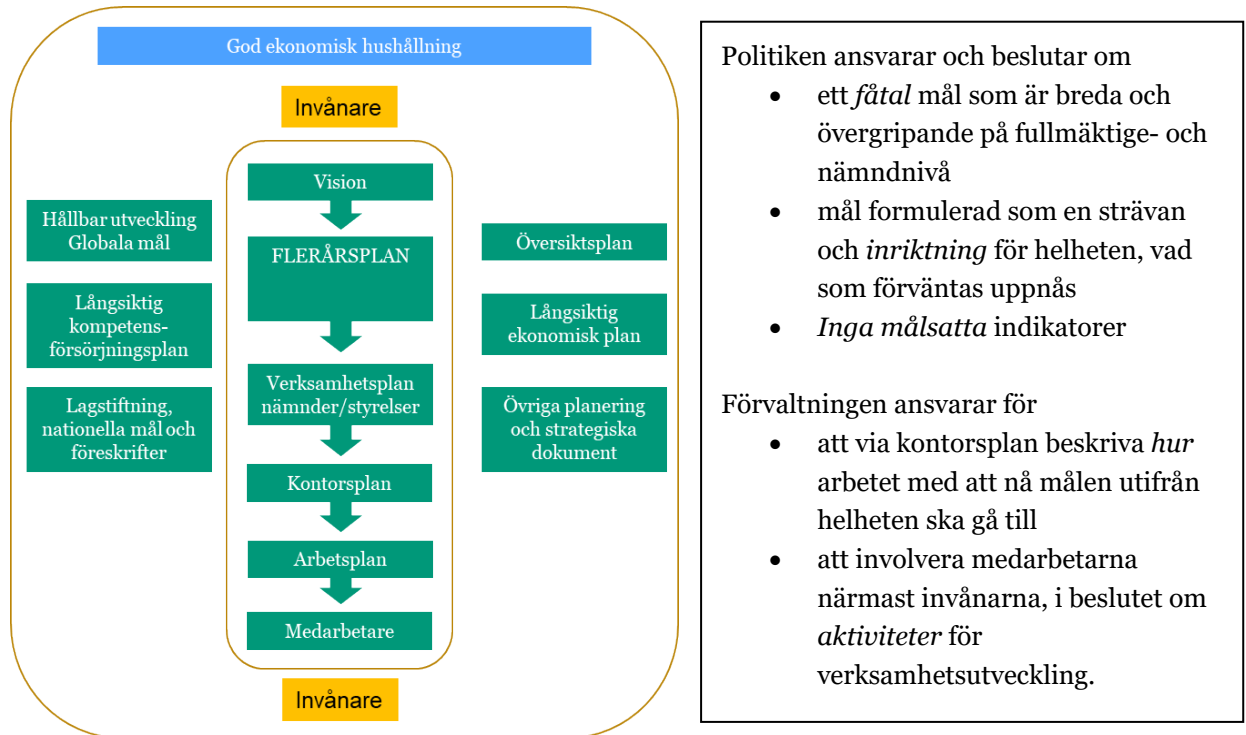 God ekonomisk hushållning
Invånare
Vision
FLERÅRSPLAN
Verksamhetsplan
nämnder/styrelser
Kontorsplan
Arbetsplan
Medarbetare
Invånare
Hållbar utveckling
Globala mål
Långsiktig
kompetens-
försörjningsplan
Lagstiftning,
nationella mål och
föreskrifter
Översiktsplan
Långsiktig
ekonomisk plan
Övriga planering
och strategiska
dokument
Politiken ansvarar och beslutar om
• ett fåtal mål som är breda och
övergripande på fullmäktige- och
nämndnivå
• mål formulerad som en strävan
och inriktning för helheten, vad
som förväntas uppnås
• Inga målsatta indikatorer
Förvaltningen ansvarar för
• att via kontorsplan beskriva hur
arbetet med att nå målen utifrån
helheten ska gå till
• att involvera medarbetarna
närmast invånarna, i beslutet om
aktiviteter för
verksamhetsutveckling.